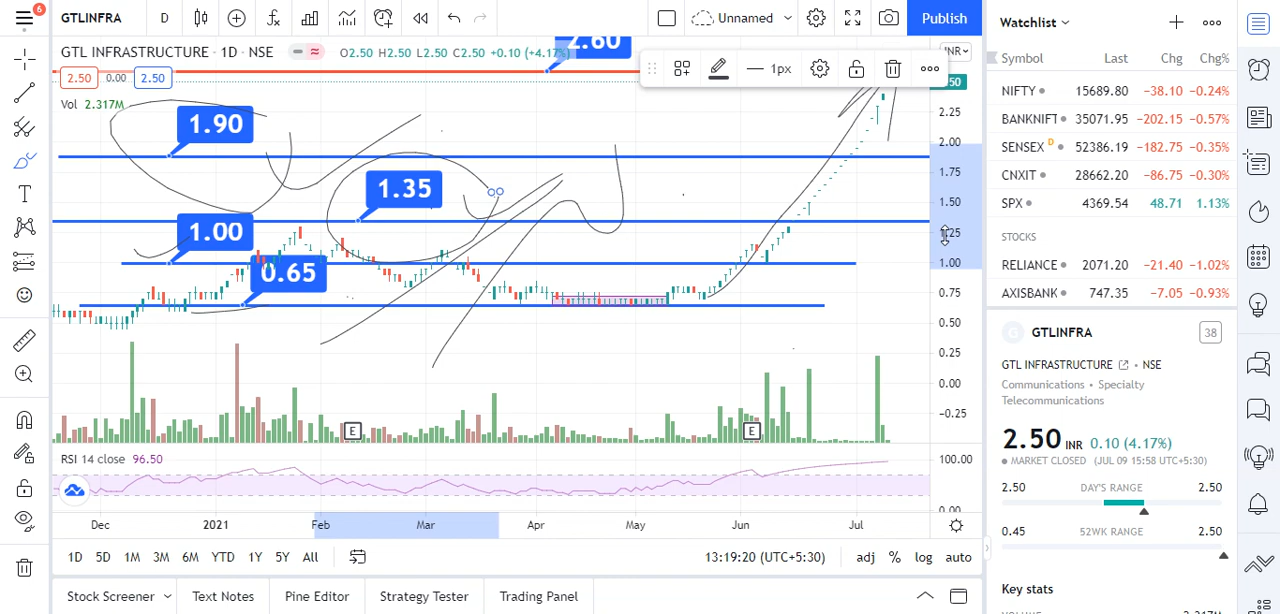 6
GTLINFRA D Unnamed Publish
GTL INFRASTRUCTURE · 1D · NSE O2.50 H2.50 L2.50 C2.50 +0.10 (+4.17%)
2.50 0.00 2.50
Vol 2.317M
2.60
1px
INR
1.90
1.35
1.00
0.65
2.25
2.00
1.75
1.50
1.00
0.75
0.50
0.25
0.00
−0.25
E E
RSI 14 close 96.50
100.00
0.00
Dec 2021 Feb Mar Apr May Jun Jul
1D 5D 1M 3M 6M YTD 1Y 5Y All 13:19:20 (UTC+5:30) adj % log auto
Stock Screener Text Notes Pine Editor Strategy Tester Trading Panel
Watchlist
Symbol Last Chg Chg%
NIFTY 15689.80 −38.10 −0.24%
BANKNIFT 35071.95 −202.15 −0.57%
SENSEX D 52386.19 −182.75 −0.35%
CNXIT 28662.20 −86.75 −0.30%
SPX 4369.54 48.71 1.13%
STOCKS
RELIANCE 2071.20 −21.40 −1.02%
AXISBANK 747.35 −7.05 −0.93%
G GTLINFRA 38
GTL INFRASTRUCTURE • NSE
Communications • Specialty
Telecommunications
2.50 INR 0.10 (4.17%)
MARKET CLOSED (JUL 09 15:58 UTC+5:30)
2.50 DAY'S RANGE 2.50
0.45 52WK RANGE 2.50
Key stats